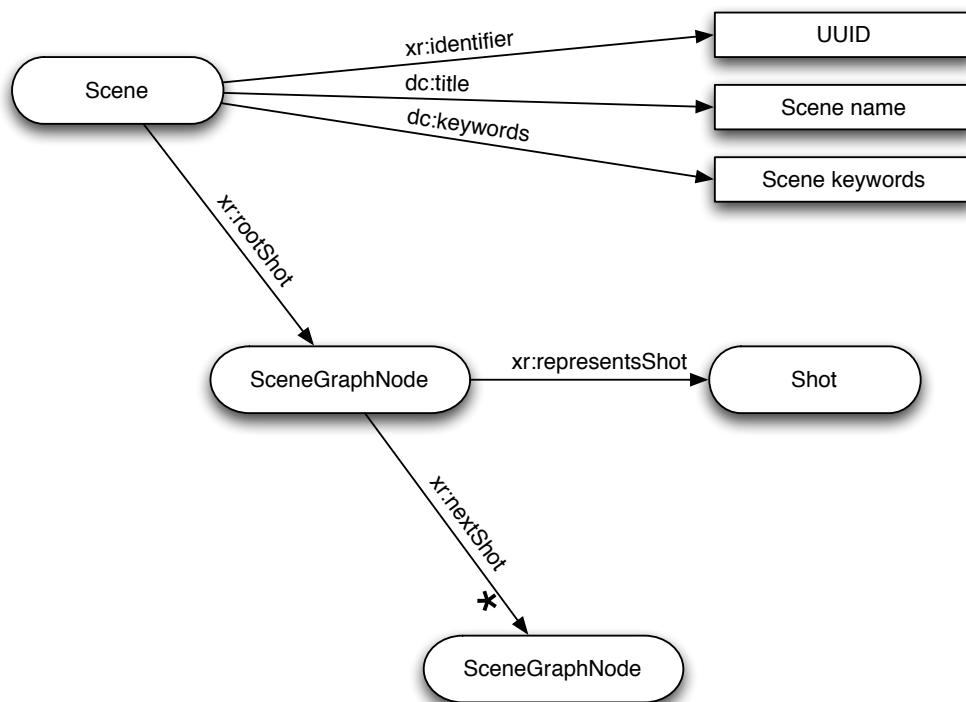 xr:identifier
UUID
Scene
dc:title
Scene name
dc:keywords
Scene keywords
xr:rootShot
SceneGraphNode
xr:representsShot
Shot
xr:nextShot
*
SceneGraphNode